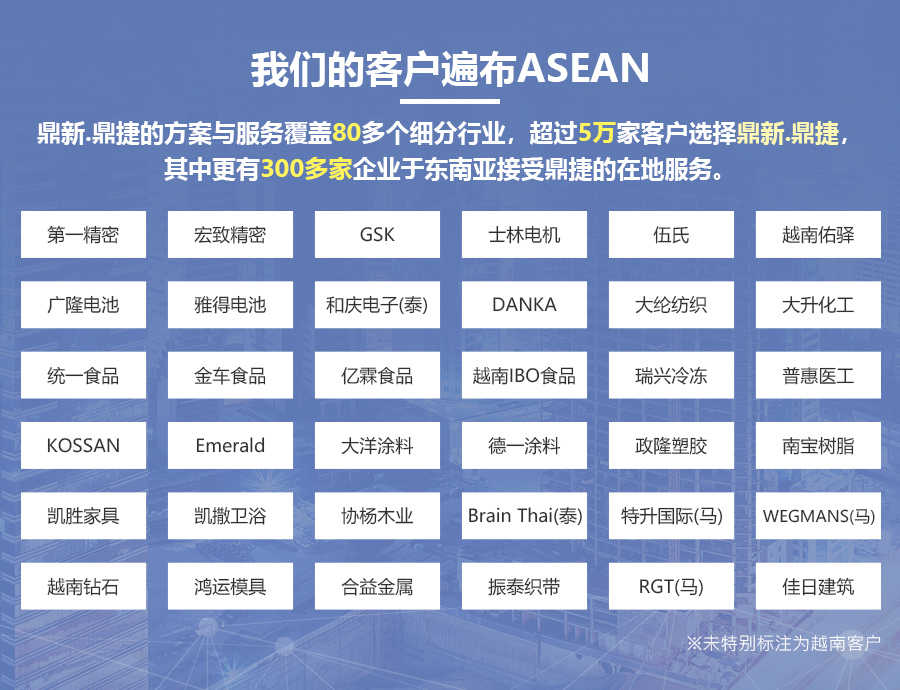 我们的客户遍布ASEAN
鼎新.鼎捷的方案与服务覆盖80多个细分行业，超过5万家客户选择鼎新.鼎捷，
其中更有300多家企业于东南亚接受鼎捷的在地服务。
第一精密 宏致精密 GSK 士林电机 伍氏 越南佑驿
广隆电池 雅得电池 和庆电子(泰) DANKA 大纶纺织 大升化工
统一食品 金车食品 亿霖食品 越南IBO食品 瑞兴冷冻 普惠医工
KOSSAN Emerald 大洋涂料 德一涂料 政隆塑胶 南宝树脂
凯胜家具 凯撒卫浴 协杨木业 Brain Thai(泰) 特升国际(马) WEGMANS(马)
越南钻石 鸿运模具 合益金属 振泰织带 RGT(马) 佳日建筑
※未特别标注为越南客户